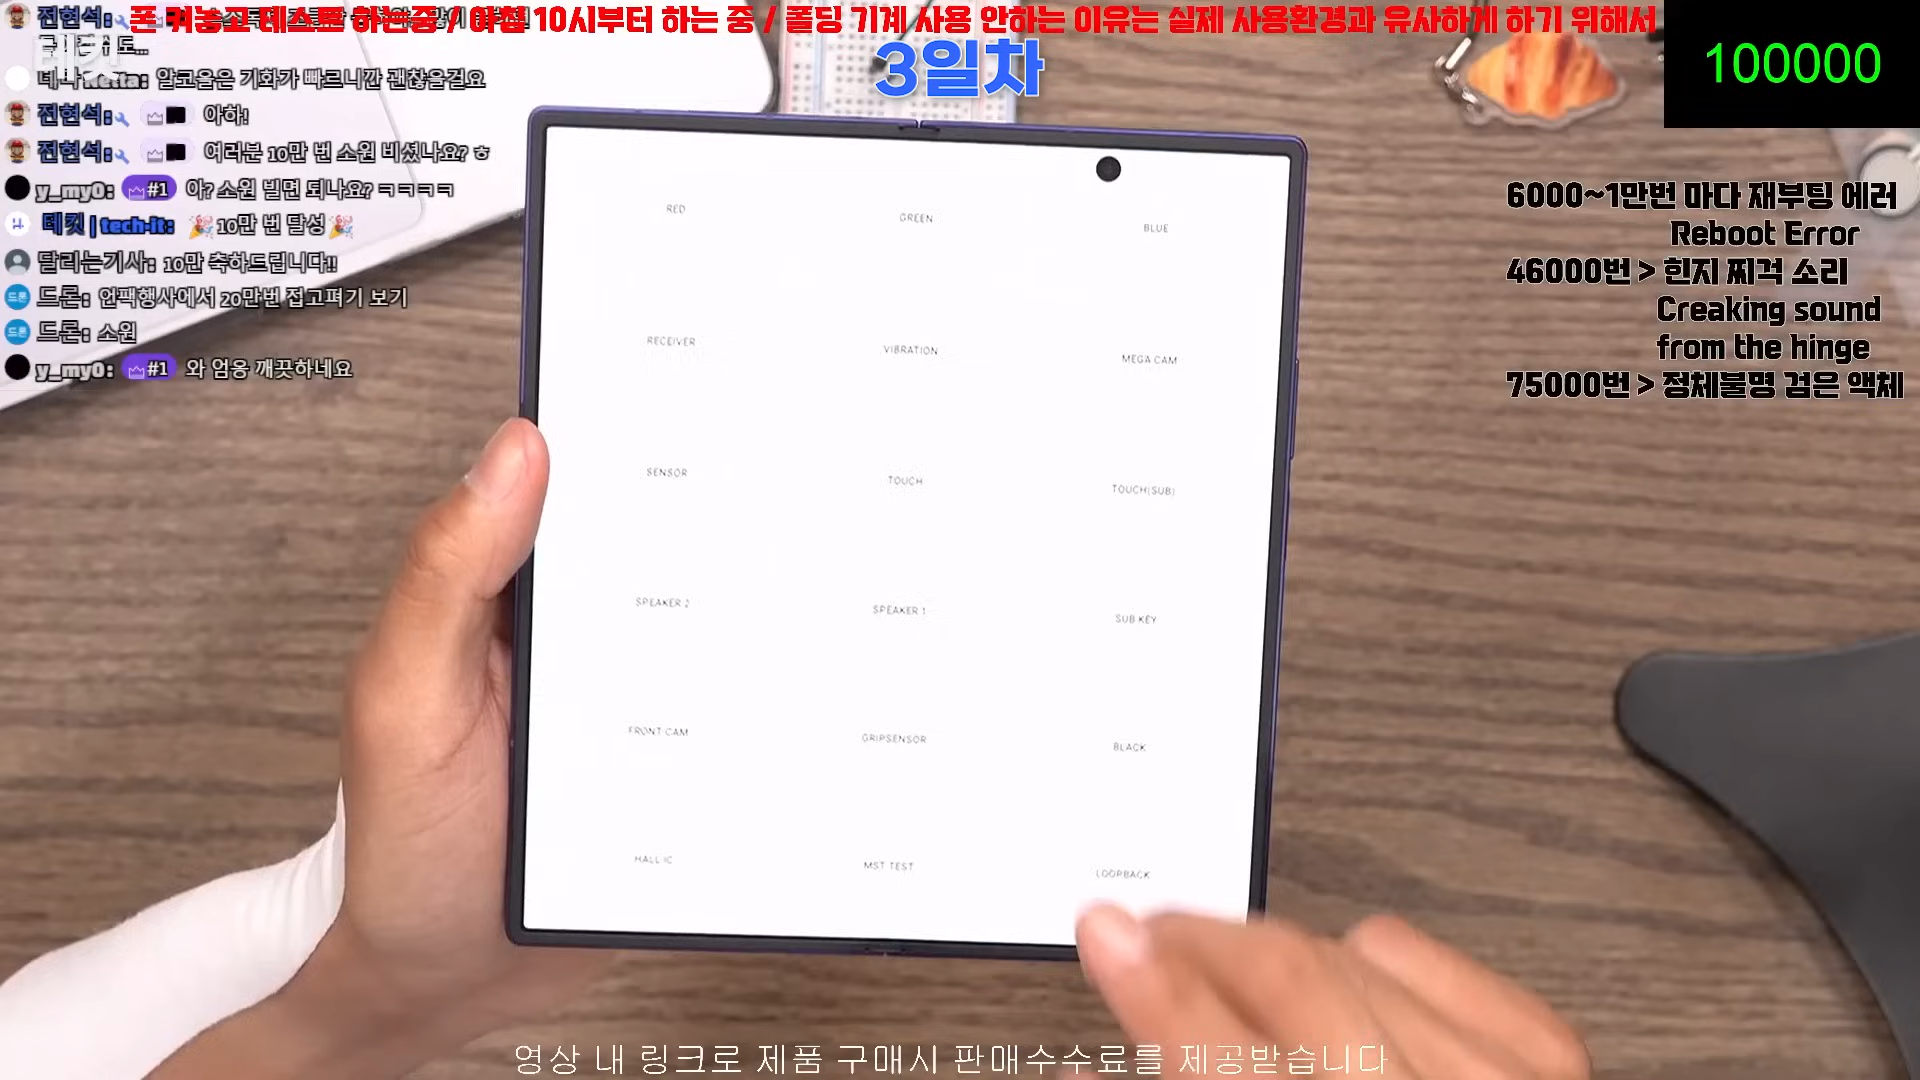 폰 켜놓고 테스트 하는중 / 아침 10시부터 하는 중 / 폴딩 기계 사용 안하는 이유는 실제 사용환경과 유사하게 하기 위해서
3일차
100000
테킷
알코올은 기화가 빠르니깐 괜찮을걸요
전현석: 아하!
전현석: 여러분 10만 번 소원 비셨나요? ㅎ
y_my0: #1 아? 소원 빌면 되나요? ㅋㅋㅋㅋ
테킷 | tech-it: 🎉10만 번 달성🎉
달리는기사: 10만 축하드립니다!!
드론: 언팩행사에서 20만번 접고펴기 보기
드론: 소원
y_my0: #1 와 엄웅 깨끗하네요
6000~1만번 마다 재부팅 에러
Reboot Error
46000번 > 힌지 찌걱 소리
Creaking sound
from the hinge
75000번 > 정체불명 검은 액체
RED GREEN BLUE
RECEIVER VIBRATION MEGA CAM
SENSOR TOUCH TOUCH(SUB)
SPEAKER 2 SPEAKER 1 SUB KEY
FRONT CAM GRIPSENSOR BLACK
HALL IC MST TEST LOOPBACK
영상 내 링크로 제품 구매시 판매수수료를 제공받습니다